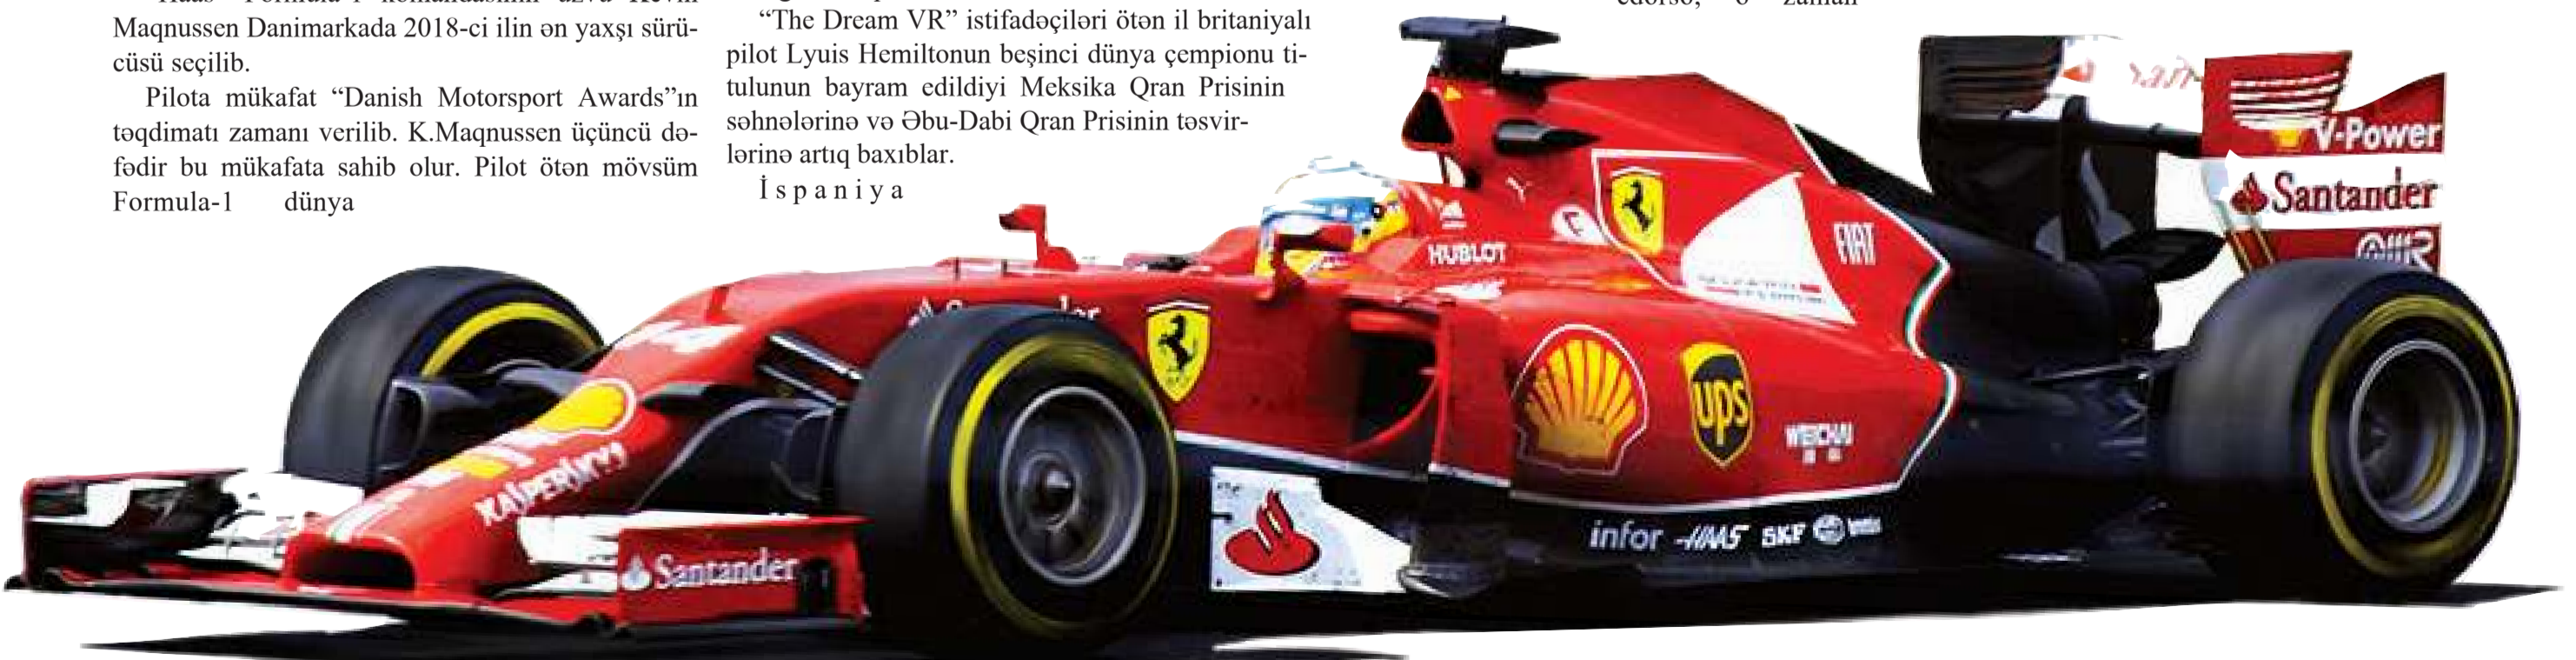 Maqnussen Danimarkada 2018-ci ilin ən yaxşı sürü-
cüsü seçilib.
Pilota mükafat “Danish Motorsport Awards”ın
təqdimatı zamanı verilib. K.Maqnussen üçüncü də-
fədir bu mükafata sahib olur. Pilot ötən mövsüm
Formula-1 dünya
“The Dream VR” istifadəçiləri ötən il britaniyalı
pilot Lyuis Hemiltonun beşinci dünya çempionu ti-
tulunun bayram edildiyi Meksika Qran Prisinin
səhnələrinə və Əbu-Dabi Qran Prisinin təsvir-
lərinə artıq baxıblar.
İspaniya
V-Power
Santander
HUBLOT
FIAT
ups
WEICHAI
KASPERSKY
infor HAAS SKF
Santander